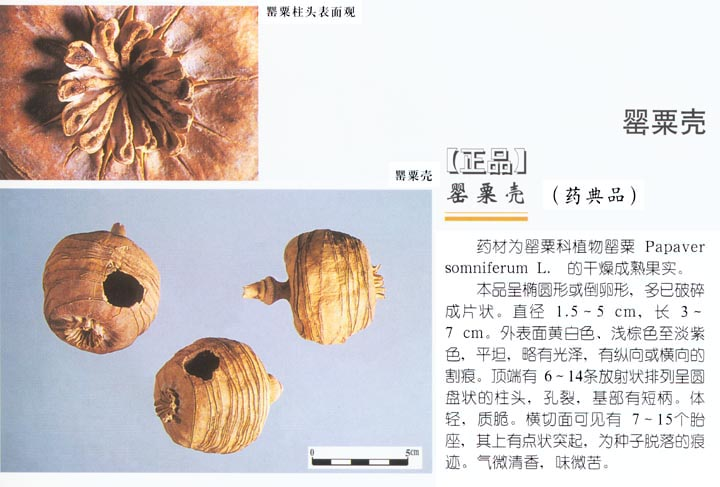 罂粟柱头表面观
罂粟壳
罂粟壳
【正品】
罂粟壳 （药典品）
药材为罂粟科植物罂粟 Papaver
somniferum L. 的干燥成熟果实。
本品呈椭圆形或倒卵形，多已破碎
成片状。直径 1.5~5 cm，长 3~
7 cm。外表面黄白色、浅棕色至淡紫
色，平坦，略有光泽，有纵向或横向的
割痕。顶端有 6~14条放射状排列呈圆
盘状的柱头，孔裂，基部有短柄。体
轻，质脆。横切面可见有 7~15个胎
座，其上有点状突起，为种子脱落的痕
迹。气微清香，味微苦。
0 5cm